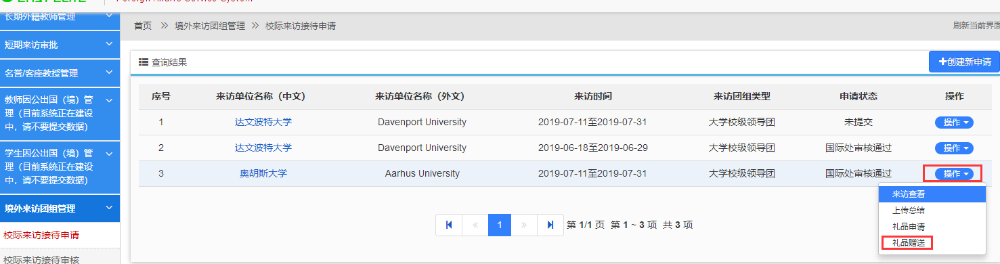 长期外籍教师管理
短期来访审批
名誉/客座教授管理
教师因公出国（境）管
理（目前系统正在建设
中，请不要提交数据）
学生因公出国（境）管
理（目前系统正在建设
中，请不要提交数据）
境外来访团组管理
校际来访接待申请
校际来访接待审核
首页 » 境外来访团组管理 » 校际来访接待申请
刷新当前界面
查询结果
+创建新申请
序号 来访单位名称（中文） 来访单位名称（外文） 来访时间 来访团组类型 申请状态 操作
1 达文波特大学 Davenport University 2019-07-11至2019-07-31 大学校级领导团 未提交 操作
2 达文波特大学 Davenport University 2019-06-18至2019-06-29 大学校级领导团 国际处审核通过 操作
3 奥胡斯大学 Aarhus University 2019-07-11至2019-07-31 大学校级领导团 国际处审核通过 操作
来访查看
上传总结
礼品申请
礼品赠送
« 1 » 第 1/1 页 第 1 ~ 3 项 共 3 项